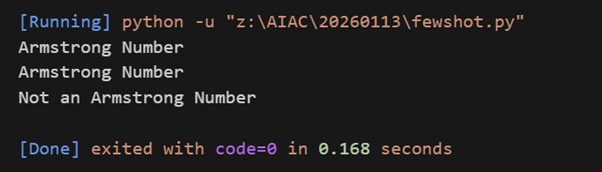 [Running] python -u "z:\AIAC\20260113\fewshot.py"
Armstrong Number
Armstrong Number
Not an Armstrong Number
[Done] exited with code=0 in 0.168 seconds